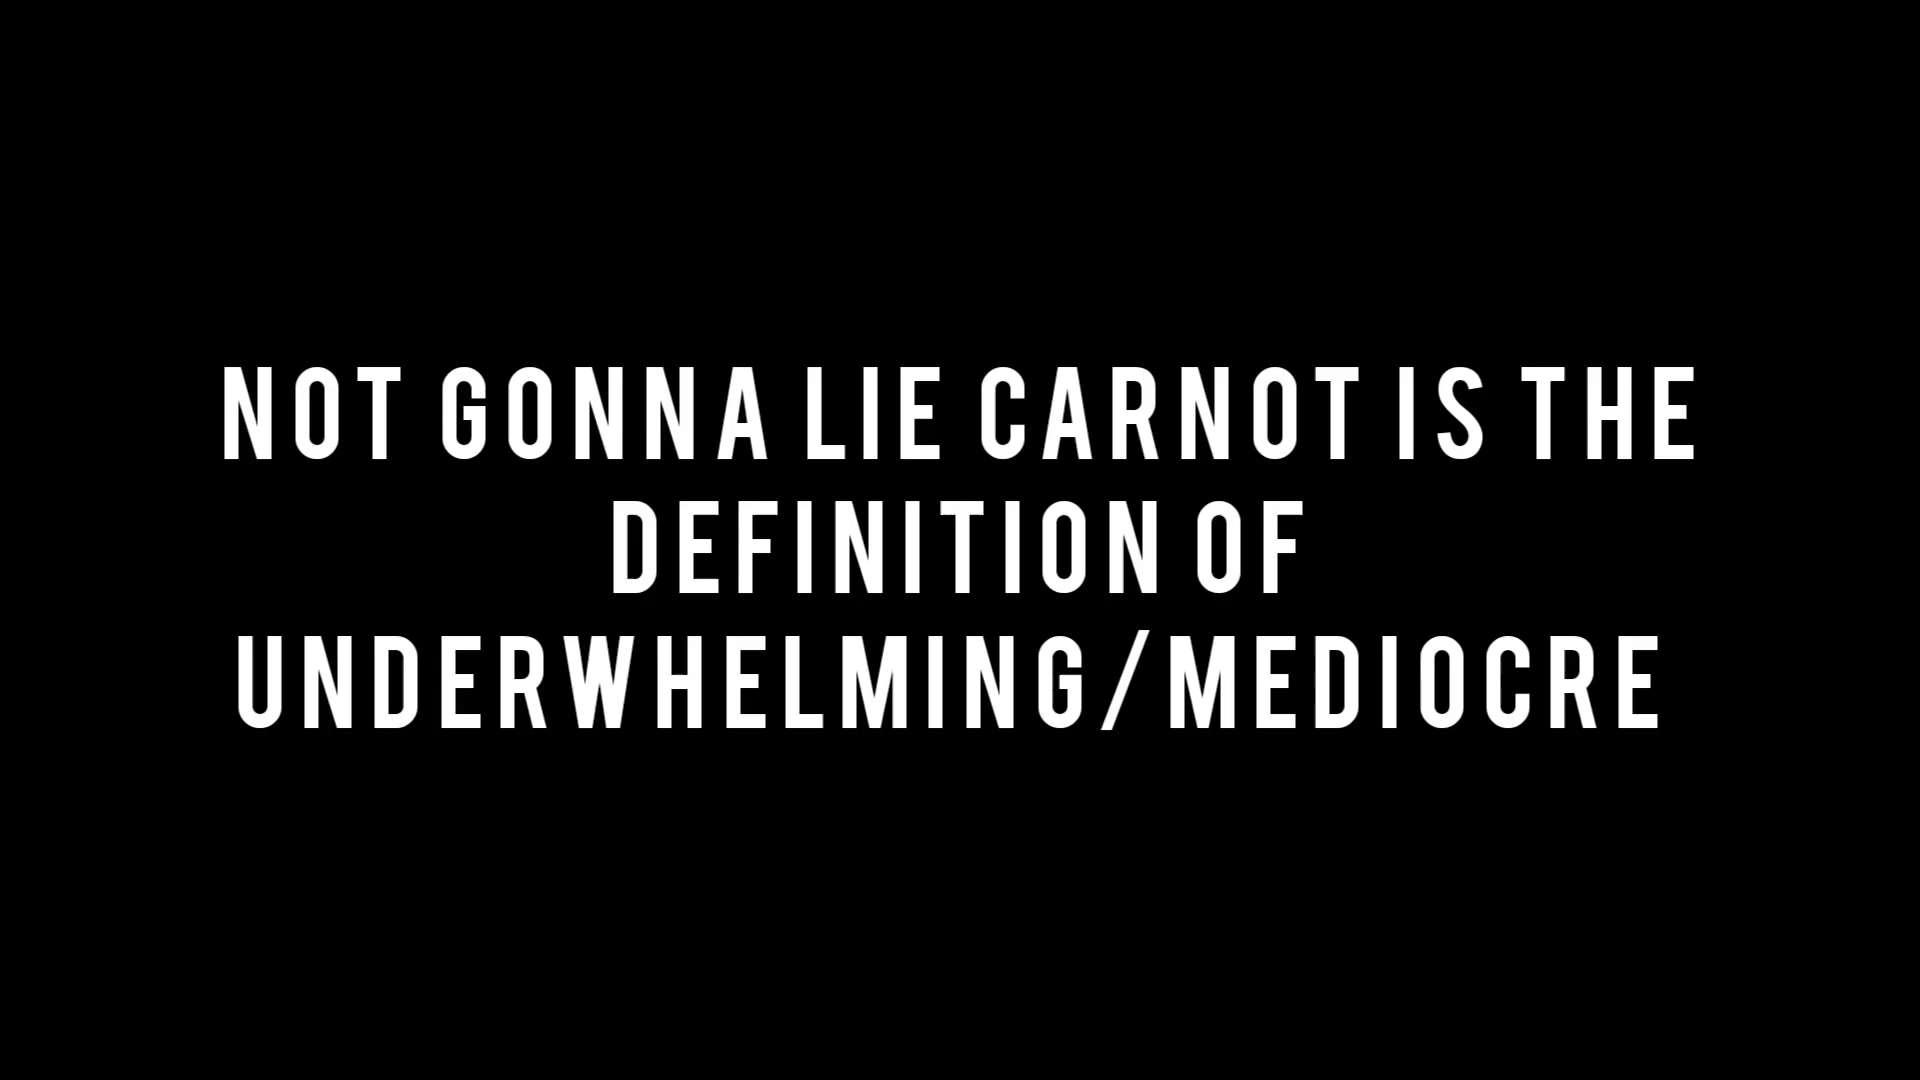 NOT GONNA LIE CARNOT IS THE
DEFINITION OF
UNDERWHELMING/MEDIOCRE